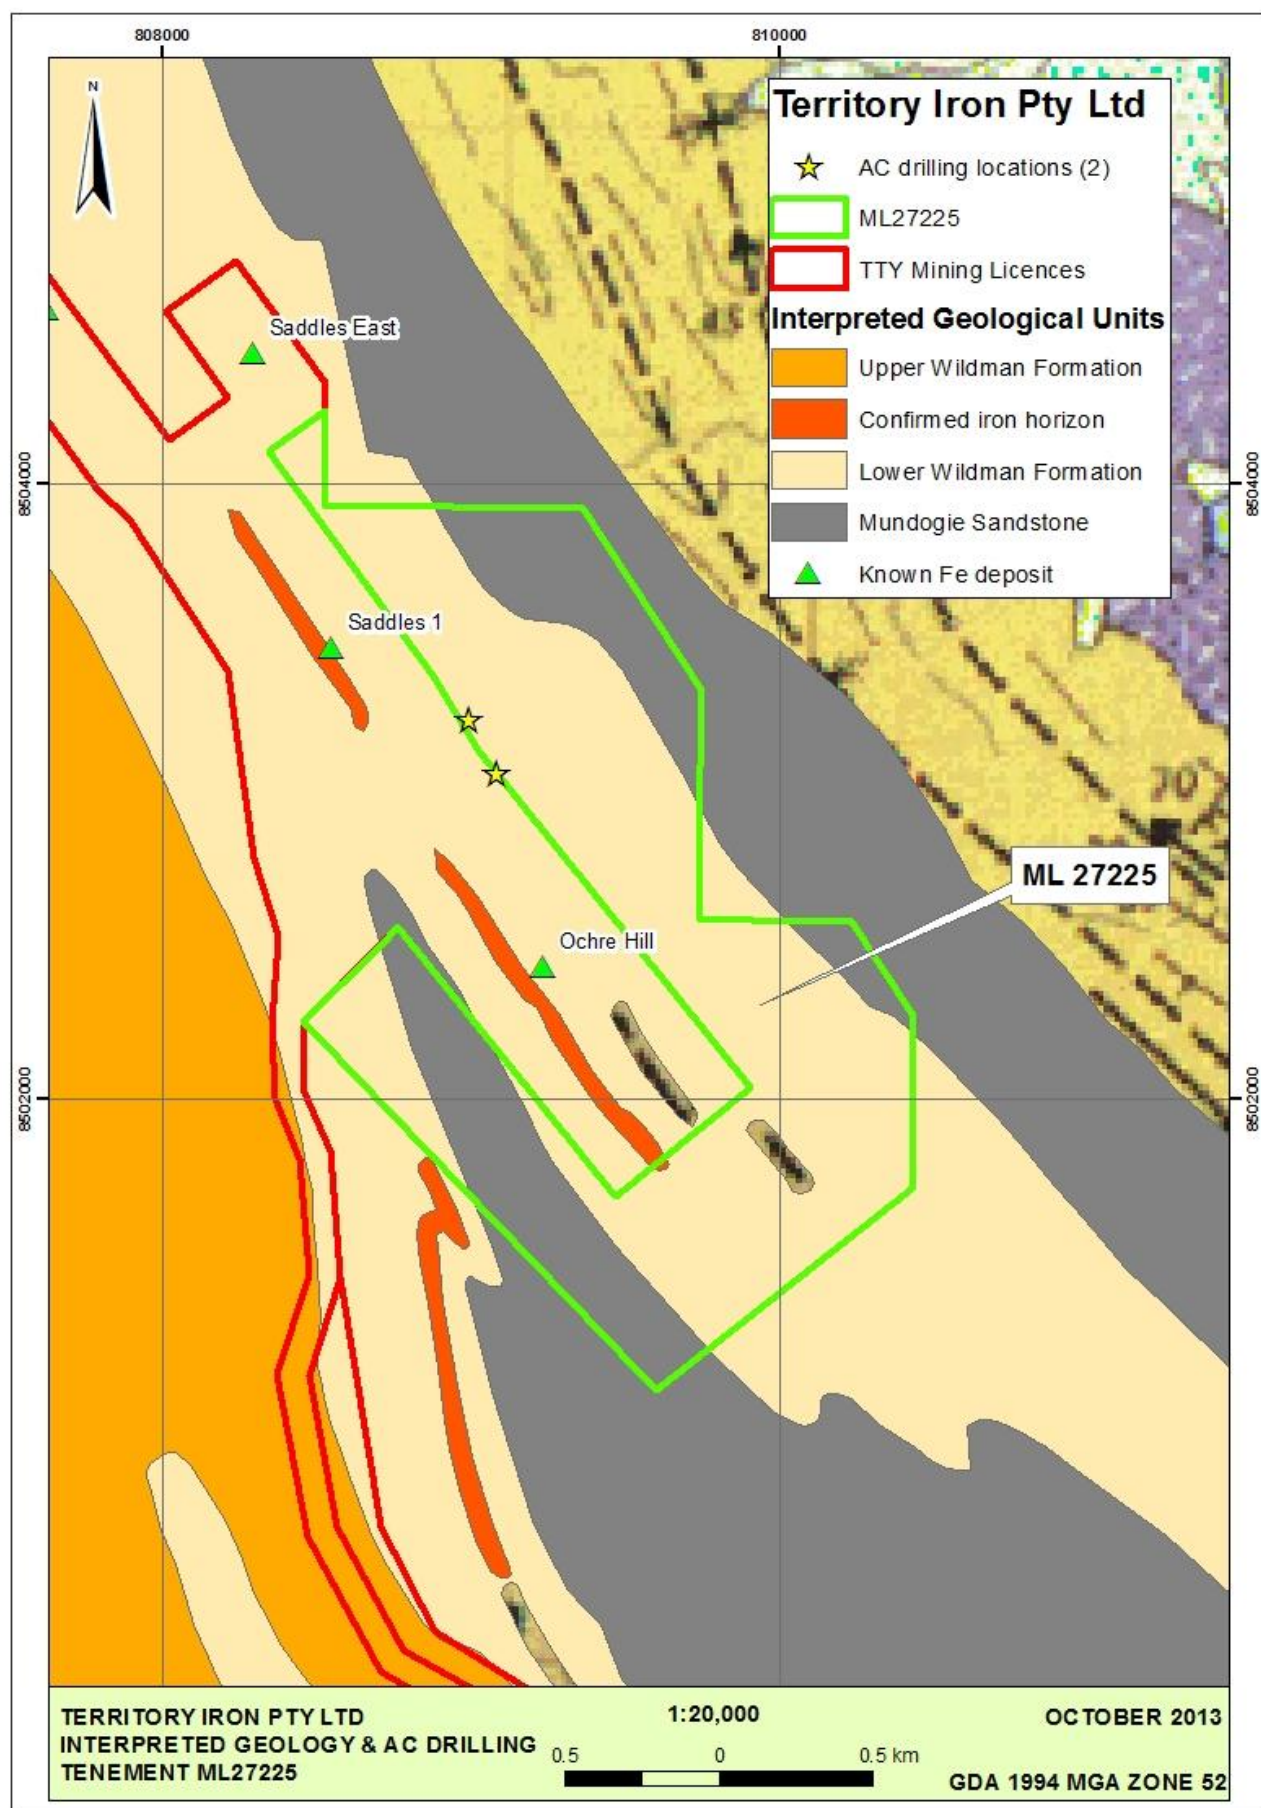 808000
810000
N
Territory Iron Pty Ltd
AC drilling locations (2)
ML27225
TTY Mining Licences
Interpreted Geological Units
Upper Wildman Formation
Confirmed iron horizon
Lower Wildman Formation
Mundogie Sandstone
Known Fe deposit
Saddles East
8504000
8504000
Saddles 1
70
ML 27225
Ochre Hill
8502000
8502000
TERRITORY IRON PTY LTD
INTERPRETED GEOLOGY & AC DRILLING
TENEMENT ML27225
1:20,000
0.5 0 0.5 km
OCTOBER 2013
GDA 1994 MGA ZONE 52